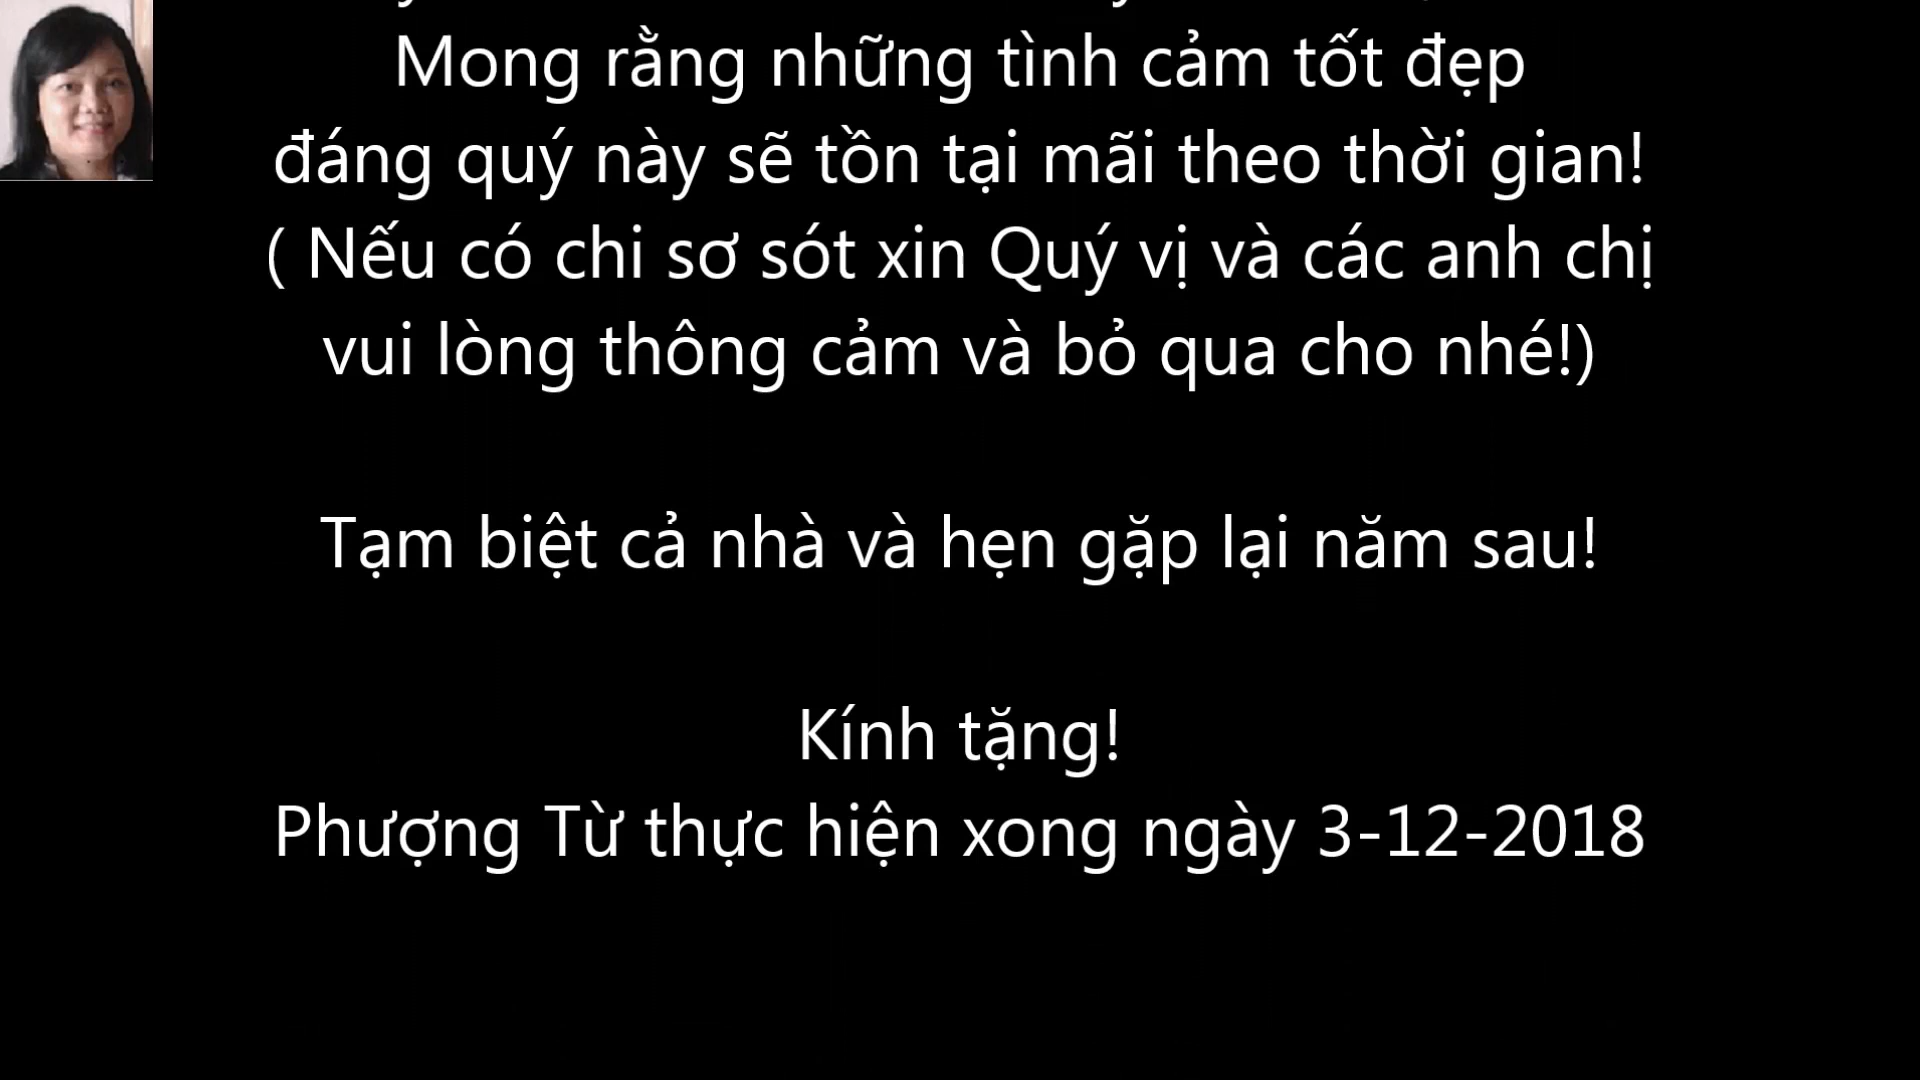 Mong rằng những tình cảm tốt đẹp
đáng quý này sẽ tồn tại mãi theo thời gian!
( Nếu có chi sơ sót xin Quý vị và các anh chị
vui lòng thông cảm và bỏ qua cho nhé!)
Tạm biệt cả nhà và hẹn gặp lại năm sau!
Kính tặng!
Phượng Từ thực hiện xong ngày 3-12-2018